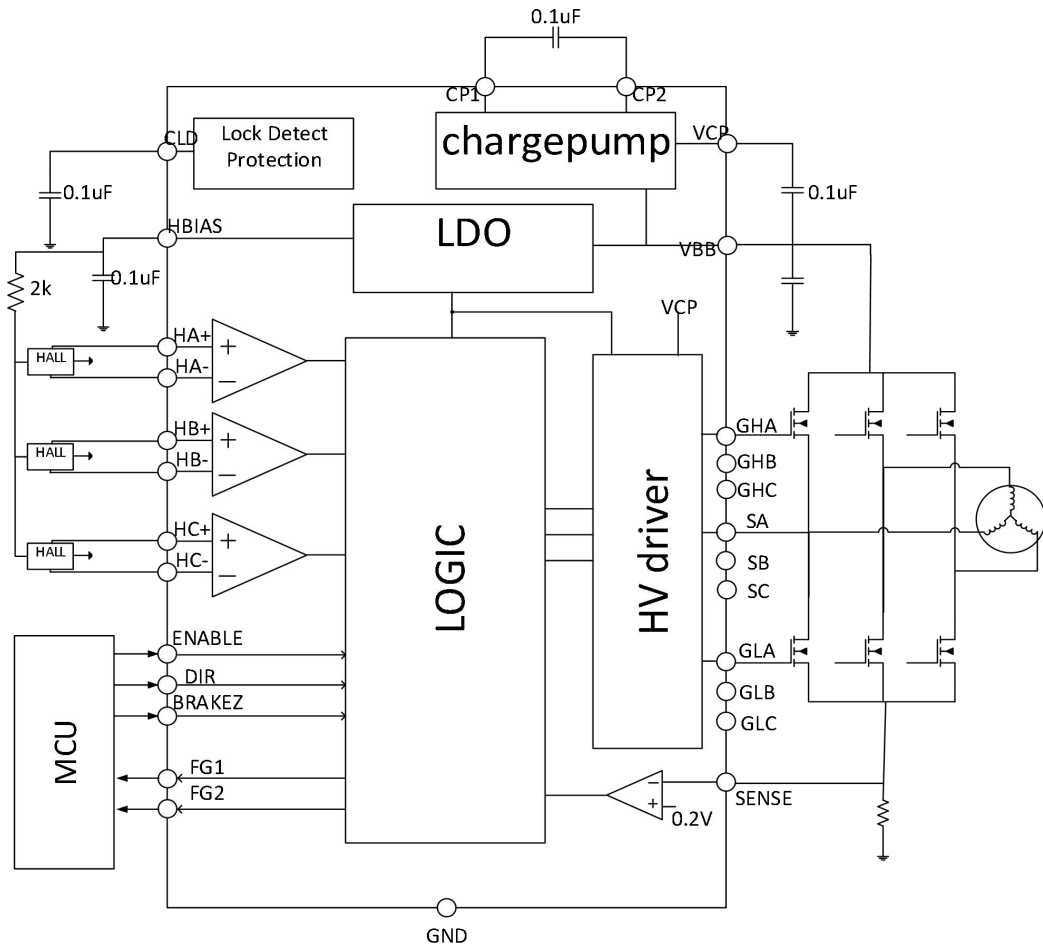 0.1uF
CP1
CP2
CLD
Lock Detect
Protection
chargepump
VCP
0.1uF
0.1uF
HBIAS
LDO
VBB
2k
0.1uF
VCP
HA+
HALL
HA-
HB+
HALL
HB-
HC+
HALL
HC-
LOGIC
HV driver
GHA
GHB
GHC
SA
SB
SC
GLA
GLB
GLC
MCU
ENABLE
DIR
BRAKEZ
FG1
FG2
0.2V
SENSE
GND